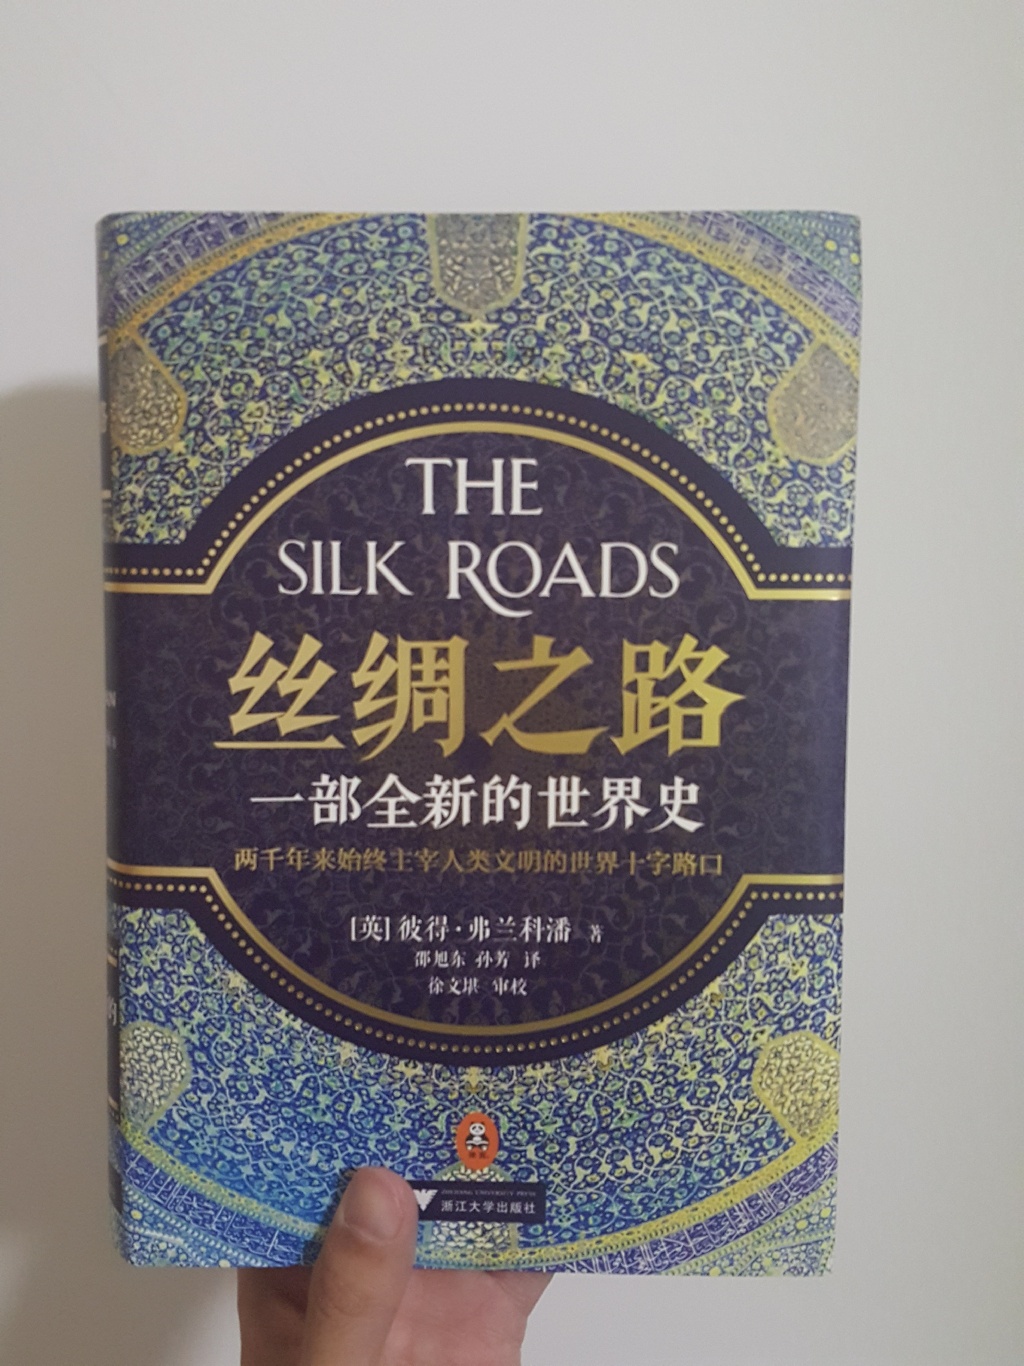 THE
SILK ROADS
丝绸之路
一部全新的世界史
两千年来始终主宰人类文明的世界十字路口
[英] 彼得·弗兰科潘 著
邵旭东 孙芳 译
徐文堪 审校
ZHEJIANG UNIVERSITY PRESS
浙江大学出版社